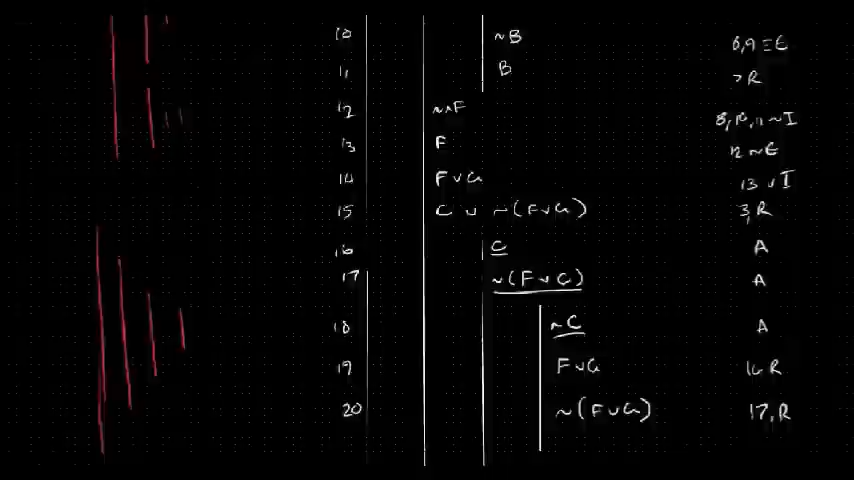 10 ~B 8,9 ≡E
11 B 7R
12 ~~F 8,10,11 ~I
13 F 12 ~E
14 F∨G 13 ∨I
15 C ∨ ~(F∨G) 3,R
16 C A
17 ~(F∨G) A
18 ~C A
19 F∨G 14 R
20 ~(F∨G) 17,R